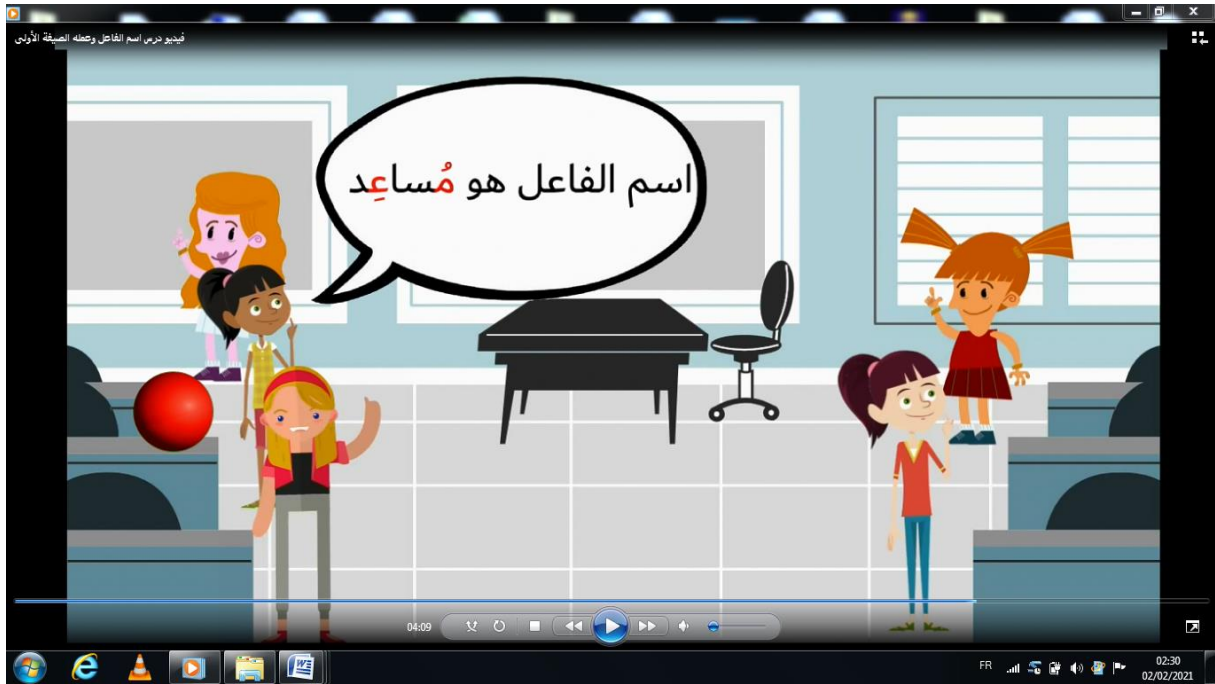 فيديو درس اسم الفاعل وعمله الصيغة الأولى
اسم الفاعل هو مُساعِد
04:09
FR
02:30
02/02/2021